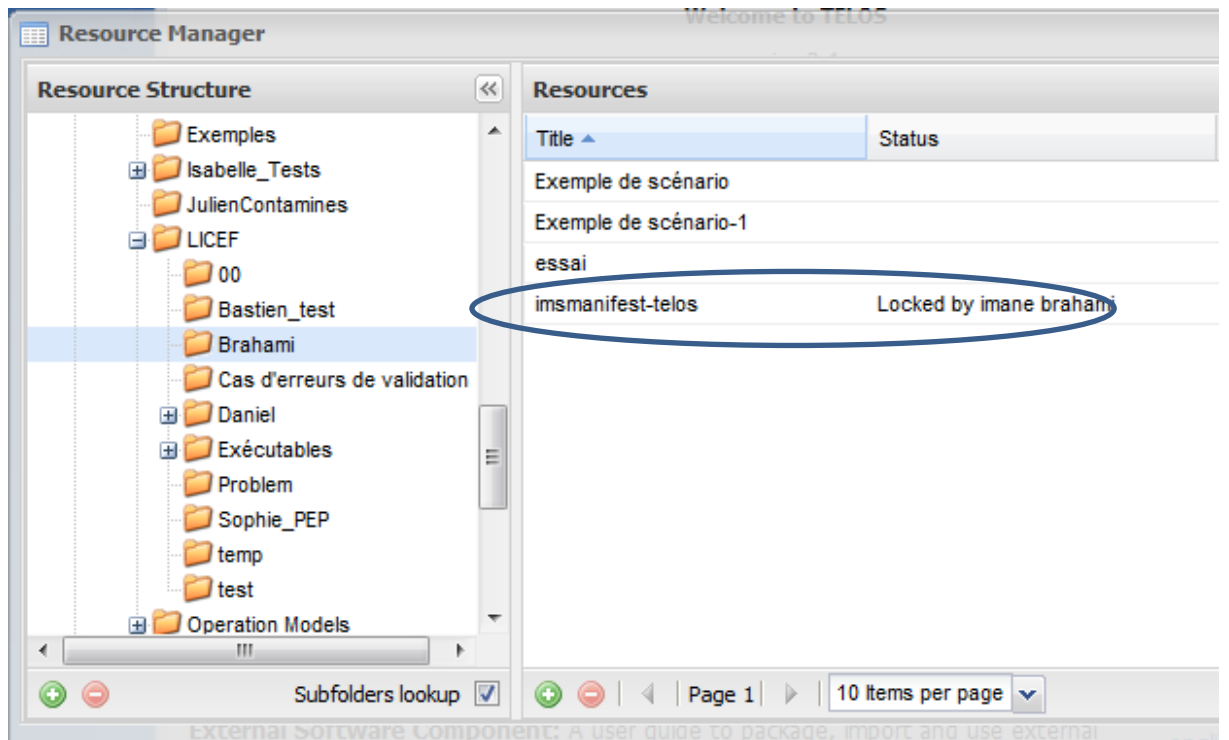 Welcome to TELOS
Resource Manager
Resource Structure
Exemples
Isabelle_Tests
JulienContamines
LICEF
00
Bastien_test
Brahami
Cas d'erreurs de validation
Daniel
Exécutables
Problem
Sophie_PEP
temp
test
Operation Models
Subfolders lookup
Resources
Title Status
Exemple de scénario
Exemple de scénario-1
essai
imsmanifest-telos Locked by imane brahami
Page 1 10 Items per page
External Software Component: A user guide to package, import and use external